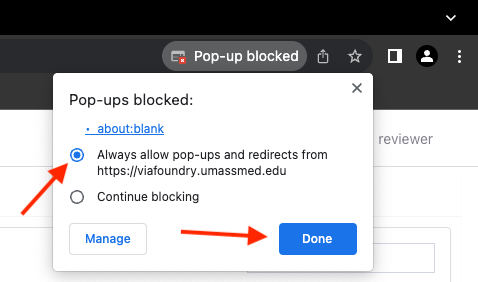 Pop-up blocked
Pop-ups blocked:
• about:blank
reviewer
Always allow pop-ups and redirects from
https://viafoundry.umassmed.edu
Continue blocking
Manage
Done